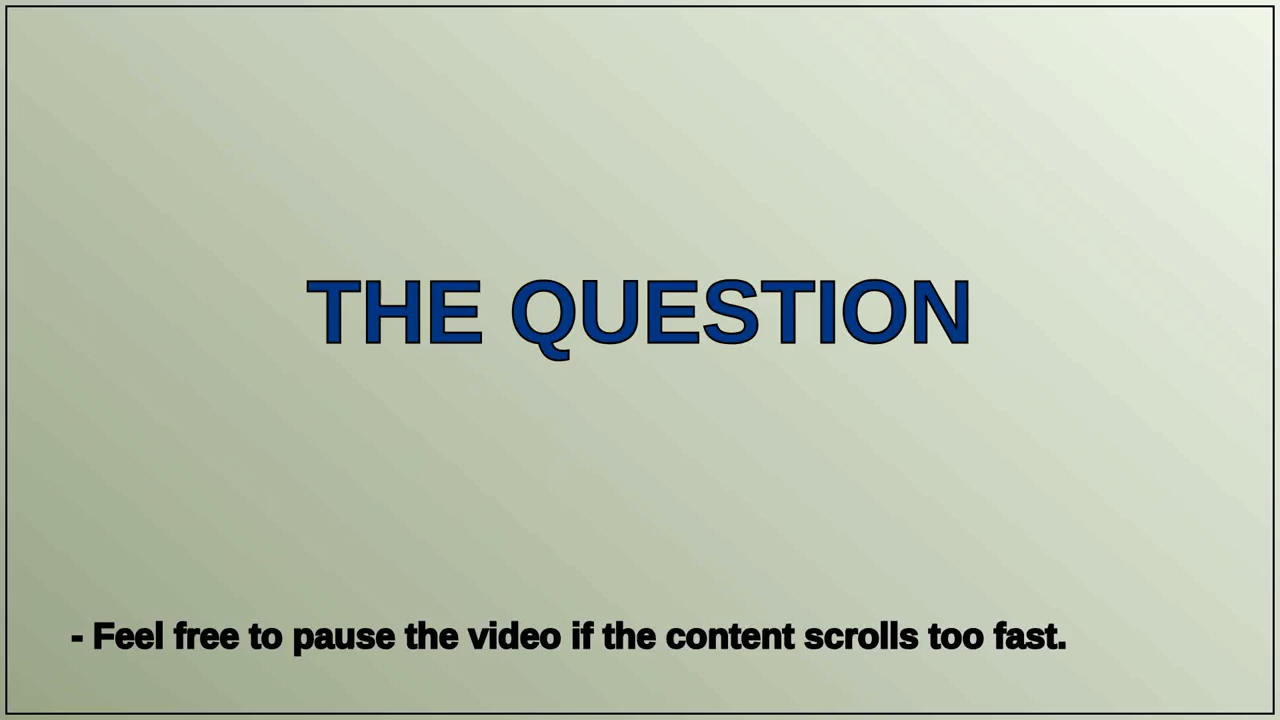 THE QUESTION
- Feel free to pause the video if the content scrolls too fast.